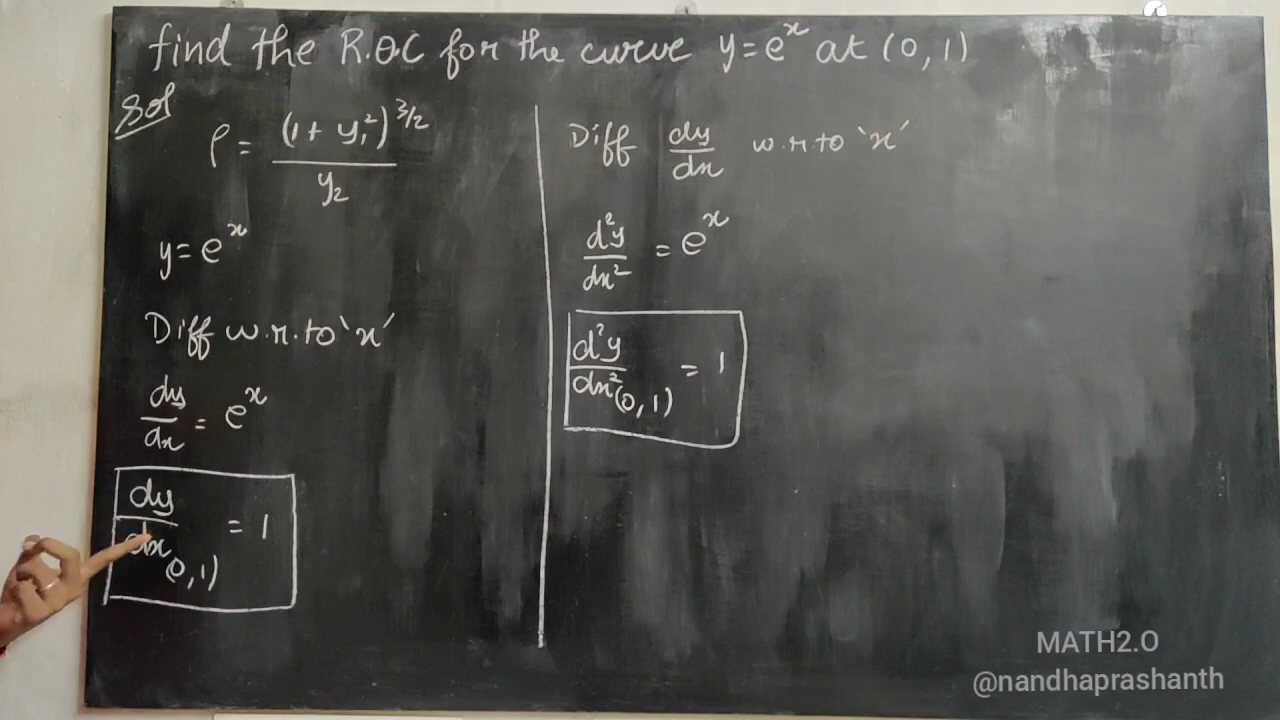 find the R.O.C for the curve y = e^x at (0, 1)
Sol
ρ = (1 + y₁²)^3/2 / y₂
y = e^x
Diff w.r.to 'x'
dy/dx = e^x
dy/dx (0, 1) = 1
Diff dy/dx w.r.to 'x'
d²y/dx² = e^x
d²y/dx² (0, 1) = 1
MATH2.O
@nandhaprashanth